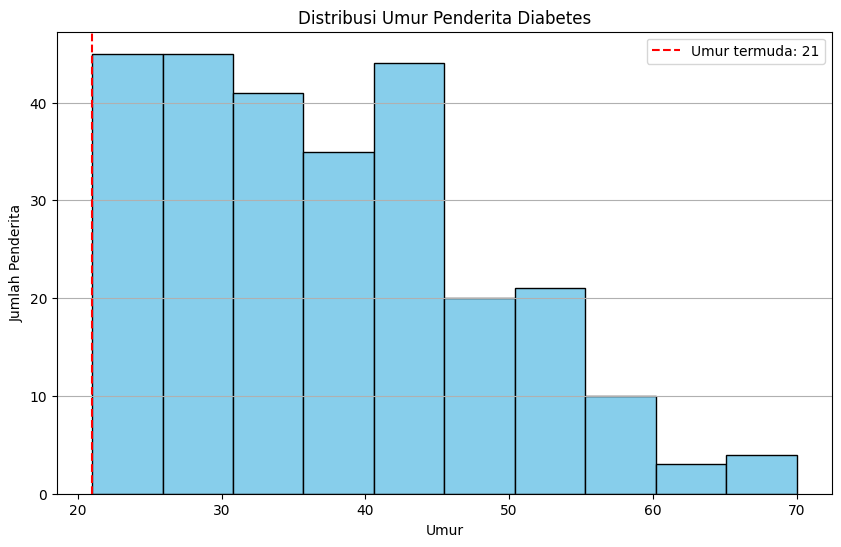 Distribusi Umur Penderita Diabetes
Umur termuda: 21
Jumlah Penderita
40
30
20
10
0
20 30 40 50 60 70
Umur